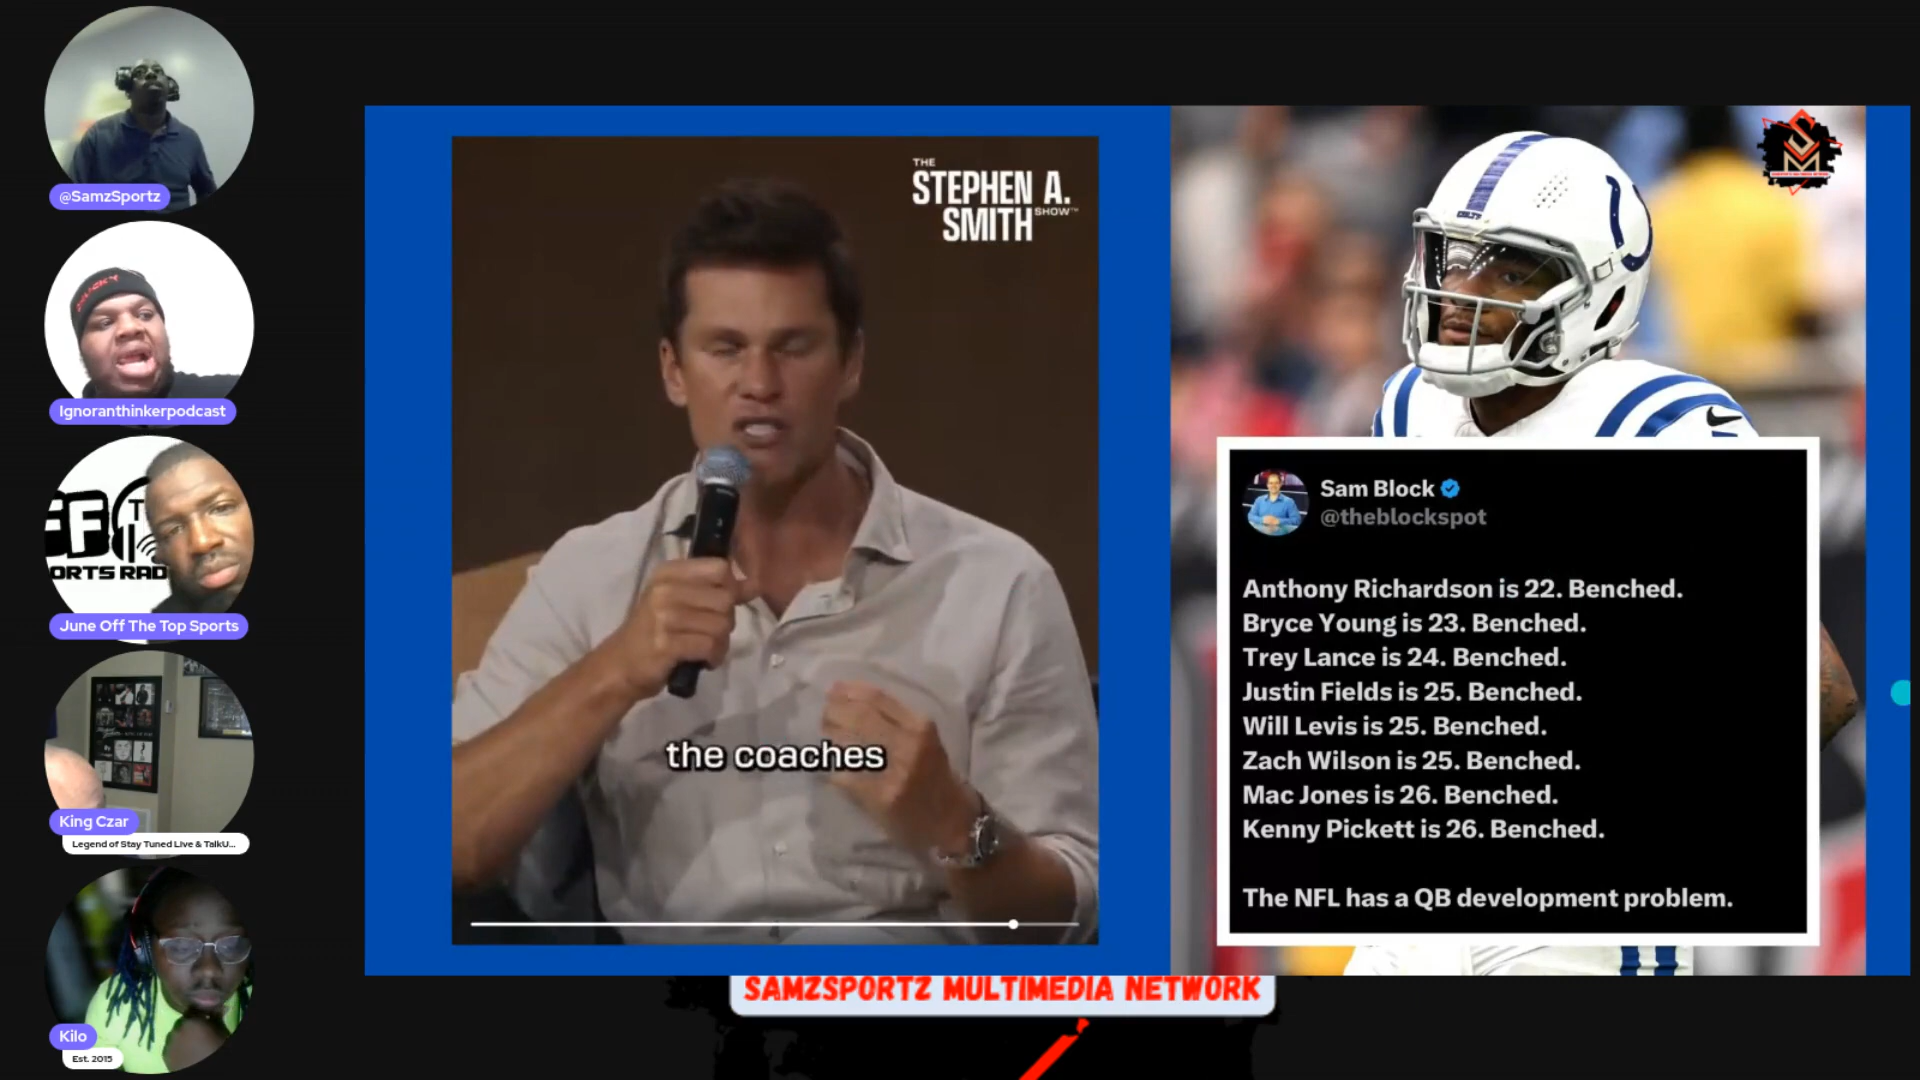 @SamzSportz
CHUCKY
Ignoranthinkerpodcast
June Off The Top Sports
King Czar
Legend of Stay Tuned Live & TalkU...
Kilo
Est. 2015
THE
STEPHEN A.
SMITH SHOW™
the coaches
COLTS
Sam Block
@theblockspot
Anthony Richardson is 22. Benched.
Bryce Young is 23. Benched.
Trey Lance is 24. Benched.
Justin Fields is 25. Benched.
Will Levis is 25. Benched.
Zach Wilson is 25. Benched.
Mac Jones is 26. Benched.
Kenny Pickett is 26. Benched.
The NFL has a QB development problem.
SAMZSPORTZ MULTIMEDIA NETWORK